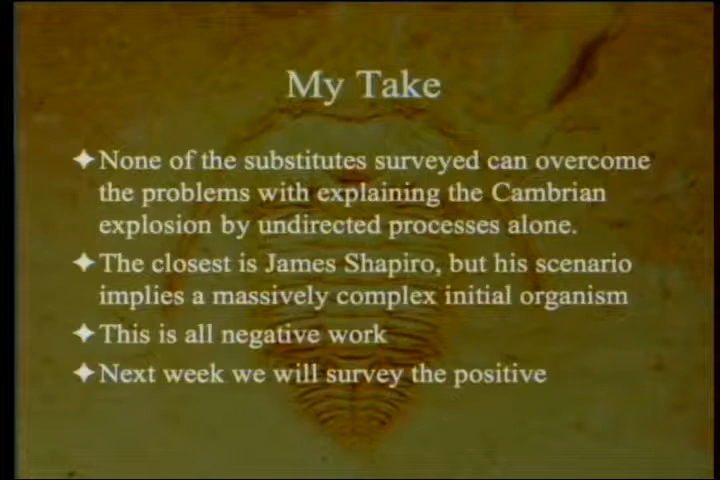 My Take
✦None of the substitutes surveyed can overcome
the problems with explaining the Cambrian
explosion by undirected processes alone.
✦The closest is James Shapiro, but his scenario
implies a massively complex initial organism
✦This is all negative work
✦Next week we will survey the positive